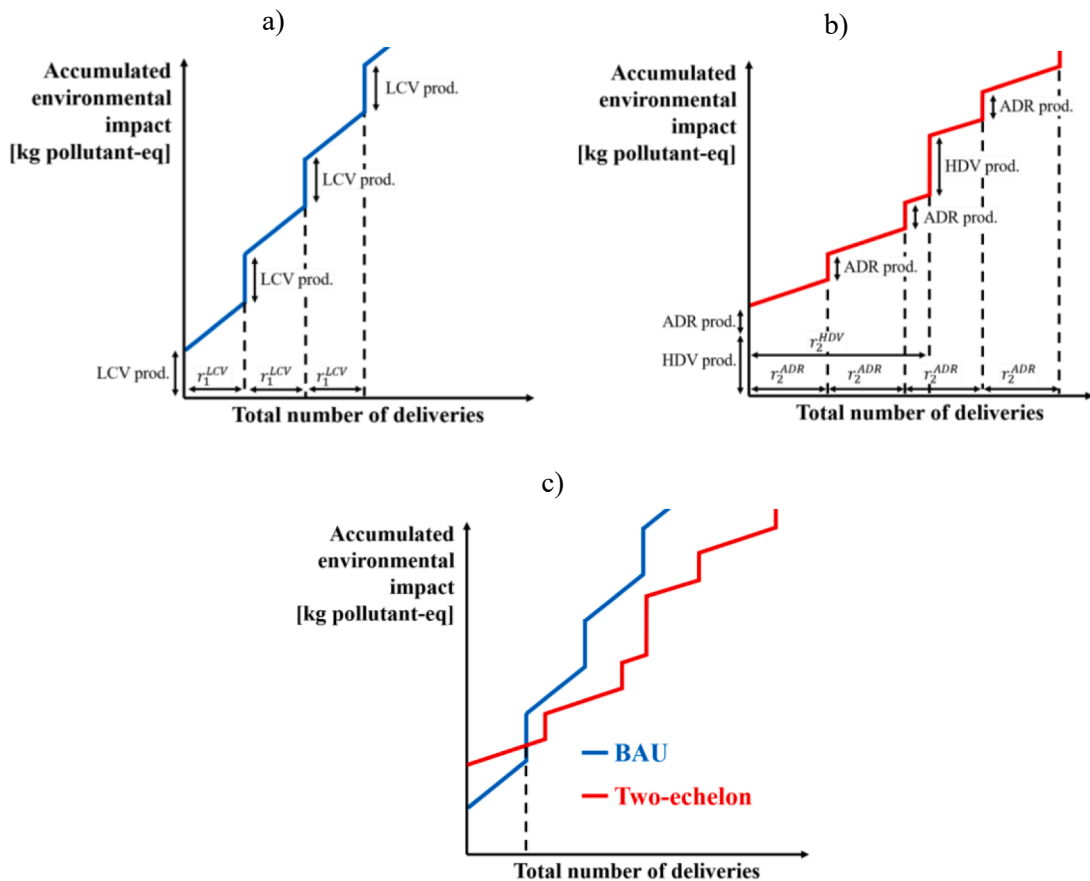 a)
Accumulated
environmental
impact
[kg pollutant-eq]
LCV prod.
LCV prod.
LCV prod.
LCV prod.
r_1^{LCV}
r_1^{LCV}
r_1^{LCV}
Total number of deliveries
b)
Accumulated
environmental
impact
[kg pollutant-eq]
ADR prod.
HDV prod.
ADR prod.
ADR prod.
ADR prod.
HDV prod.
r_2^{HDV}
r_2^{ADR}
r_2^{ADR}
r_2^{ADR}
r_2^{ADR}
Total number of deliveries
c)
Accumulated
environmental
impact
[kg pollutant-eq]
BAU
Two-echelon
Total number of deliveries